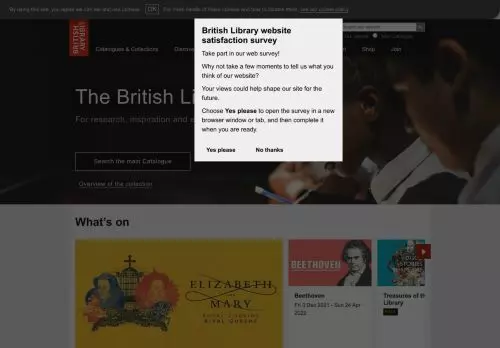 By using this site, you agree we can set and use cookies.
OK
For more details of these cookies and how to disable them, see our cookie policy.
BRITISH
LIBRARY
Catalogues & Collections
Discover
Shop
Join
British Library website
satisfaction survey
Take part in our web survey!
Why not take a few moments to tell us what you
think of our website?
Your views could help shape our site for the
future.
Choose Yes please to open the survey in a new
browser window or tab, and then complete it
when you are ready.
Yes please
No thanks
The British Li
For research, inspiration and e
Search the main Catalogue
Overview of the collection
What's on
ELIZABETH
and
MARY
ROYAL COUSINS
RIVAL QUEENS
BEETHOVEN
Beethoven
Fri 3 Dec 2021 - Sun 24 Apr
2022
Treasures of th
Library